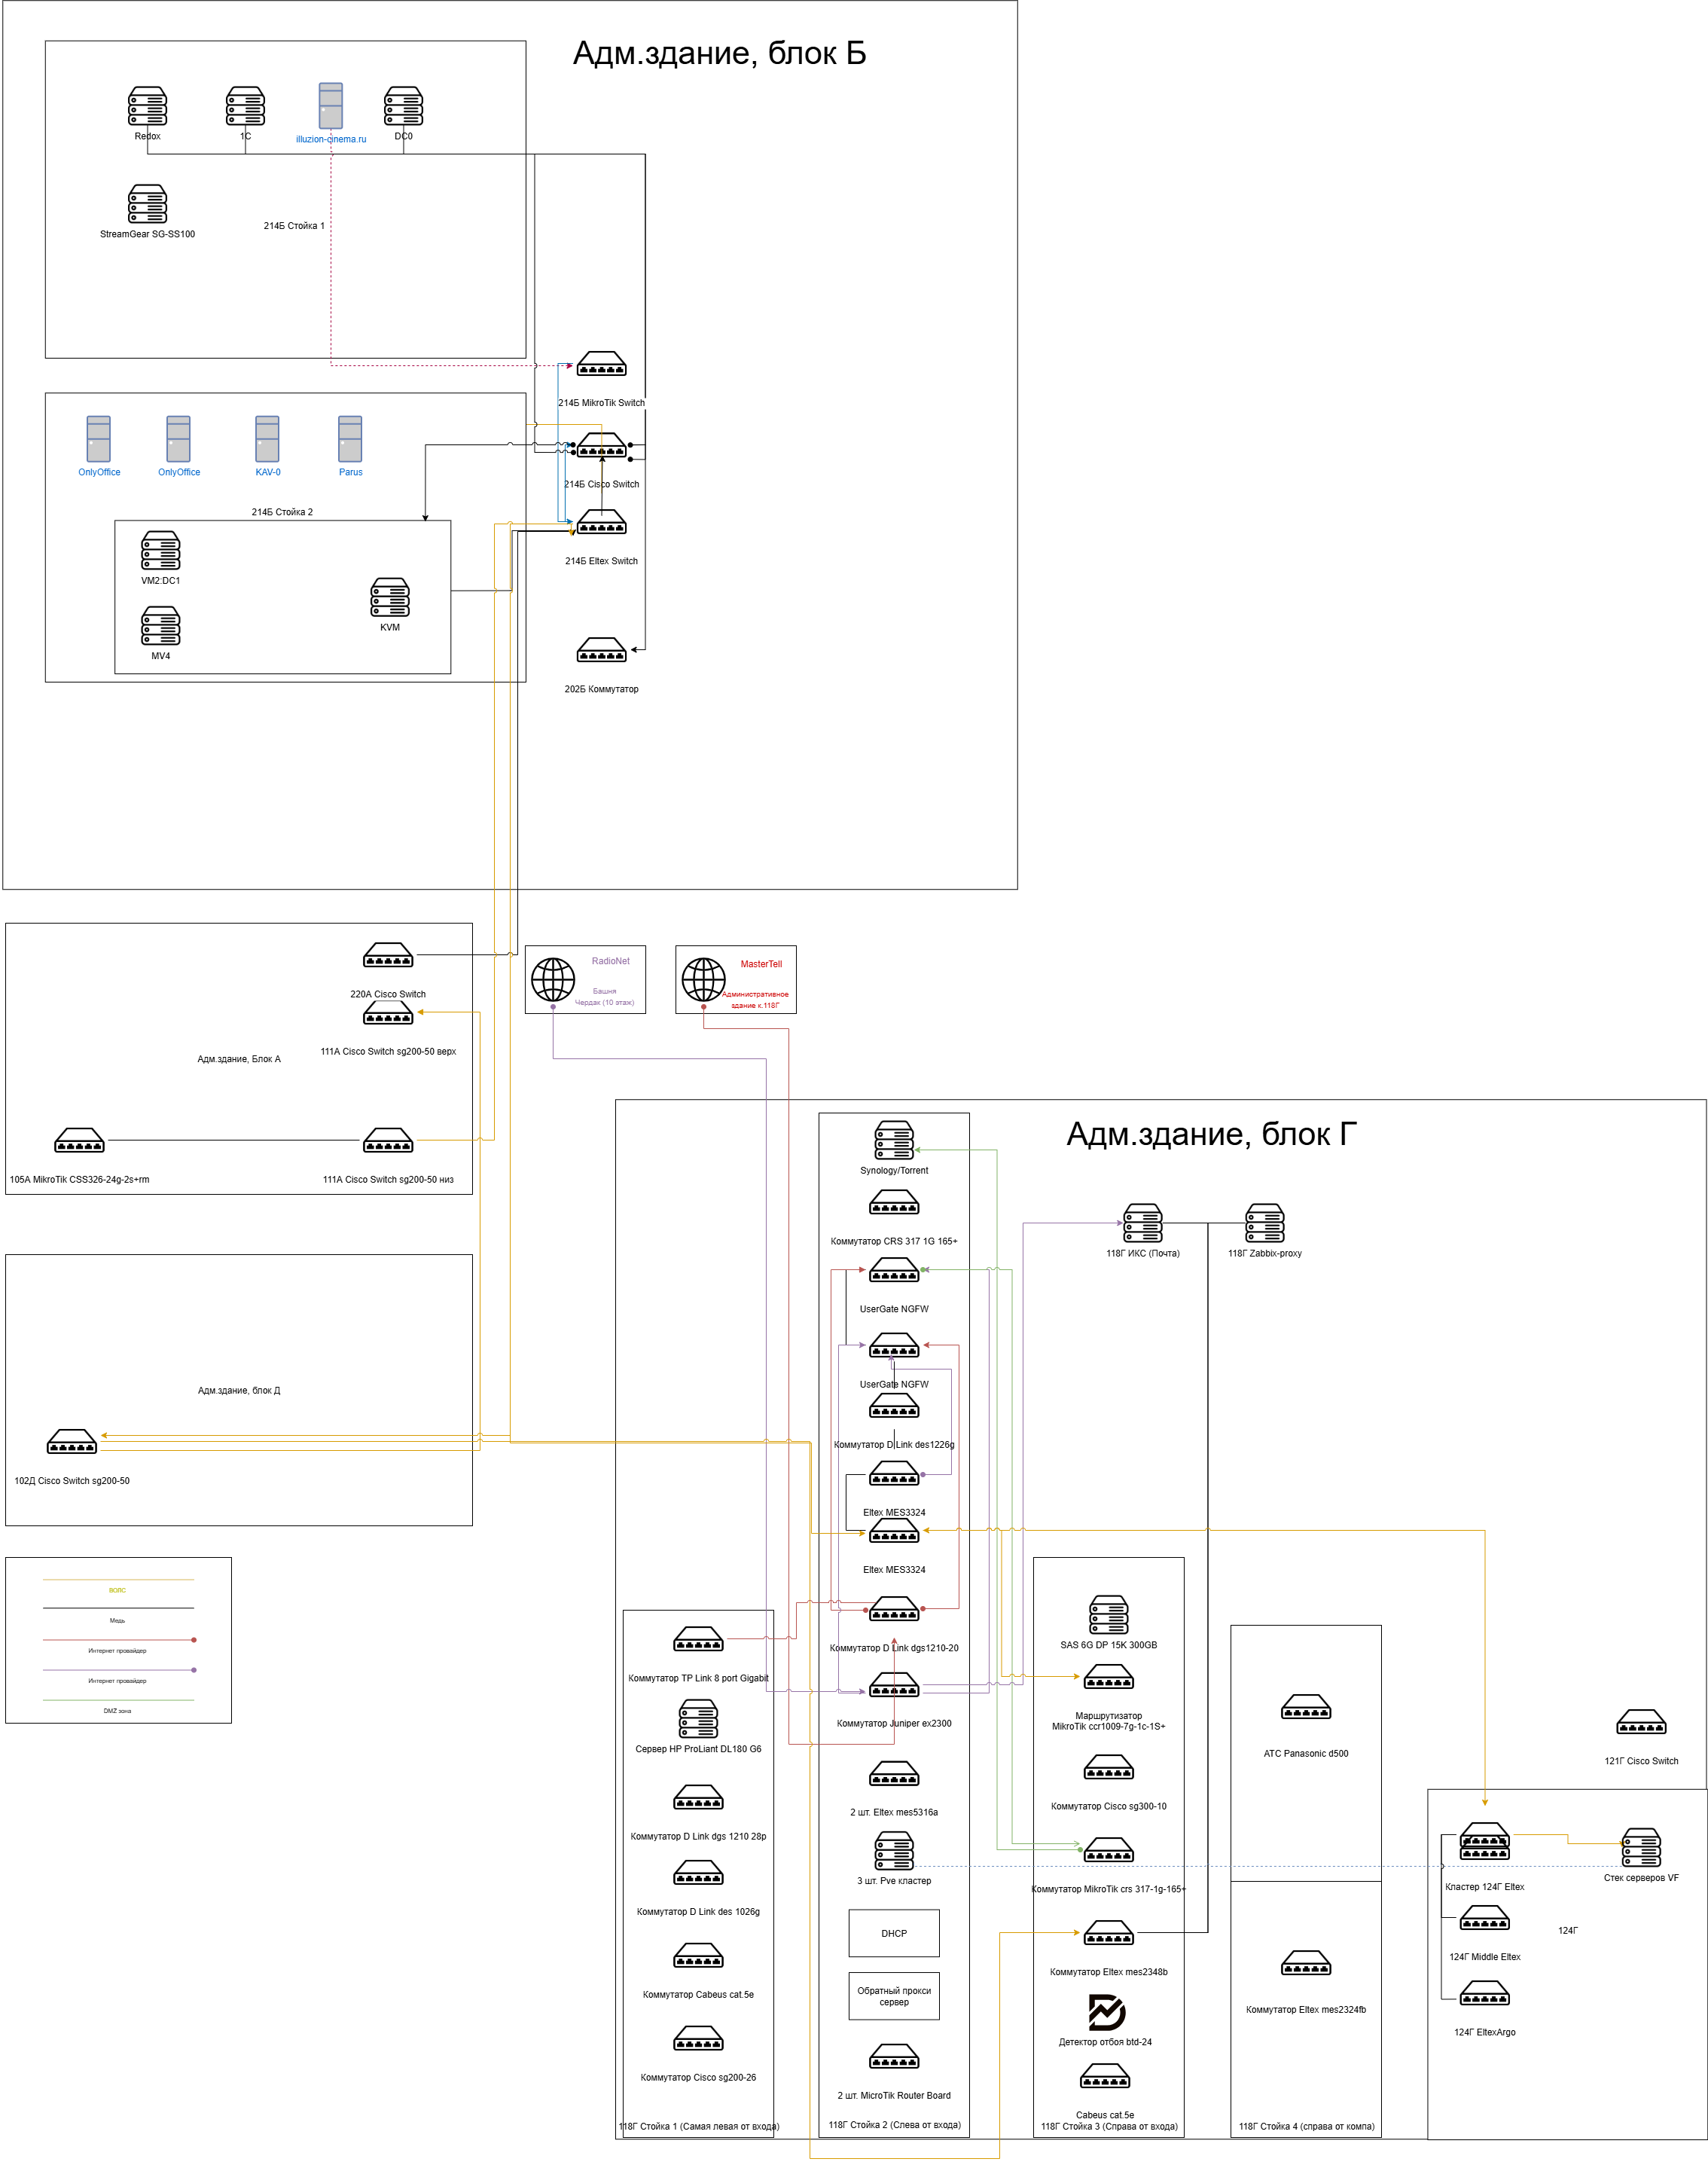 Адм.здание, блок Б
Redox
1С
illuzion-cinema.ru
DC0
StreamGear SG-SS100
214Б Стойка 1
214Б MikroTik Switch
OnlyOffice
OnlyOffice
KAV-0
Parus
214Б Cisco Switch
214Б Стойка 2
214Б Eltex Switch
VM2:DC1
KVM
MV4
202Б Коммутатор
220А Cisco Switch
111А Cisco Switch sg200-50 верх
Адм.здание, Блок А
105А MikroTik CSS326-24g-2s+rm
111А Cisco Switch sg200-50 низ
RadioNet
Башня
Чердак (10 этаж)
MasterTell
Административное
здание к.118Г
Адм.здание, блок Д
102Д Cisco Switch sg200-50
ВОЛС
Медь
Интернет провайдер
Интернет провайдер
DMZ зона
Адм.здание, блок Г
Synology/Torrent
Коммутатор CRS 317 1G 165+
118Г ИКС (Почта)
118Г Zabbix-proxy
UserGate NGFW
UserGate NGFW
Коммутатор D Link des1226g
Eltex MES3324
Eltex MES3324
Коммутатор D Link dgs1210-20
Коммутатор Juniper ex2300
2 шт. Eltex mes5316a
3 шт. Pve кластер
DHCP
Обратный прокси
сервер
2 шт. MicroTik Router Board
118Г Стойка 2 (Слева от входа)
Коммутатор TP Link 8 port Gigabit
Сервер HP ProLiant DL180 G6
Коммутатор D Link dgs 1210 28p
Коммутатор D Link des 1026g
Коммутатор Cabeus cat.5e
Коммутатор Cisco sg200-26
118Г Стойка 1 (Самая левая от входа)
SAS 6G DP 15K 300GB
Маршрутизатор
MikroTik ccr1009-7g-1c-1S+
Коммутатор Cisco sg300-10
Коммутатор MikroTik crs 317-1g-165+
Коммутатор Eltex mes2348b
Детектор отбоя btd-24
Cabeus cat.5e
118Г Стойка 3 (Справа от входа)
АТС Panasonic d500
Коммутатор Eltex mes2324fb
118Г Стойка 4 (справа от компа)
121Г Cisco Switch
Кластер 124Г Eltex
Стек серверов VF
124Г
124Г Middle Eltex
124Г EltexArgo